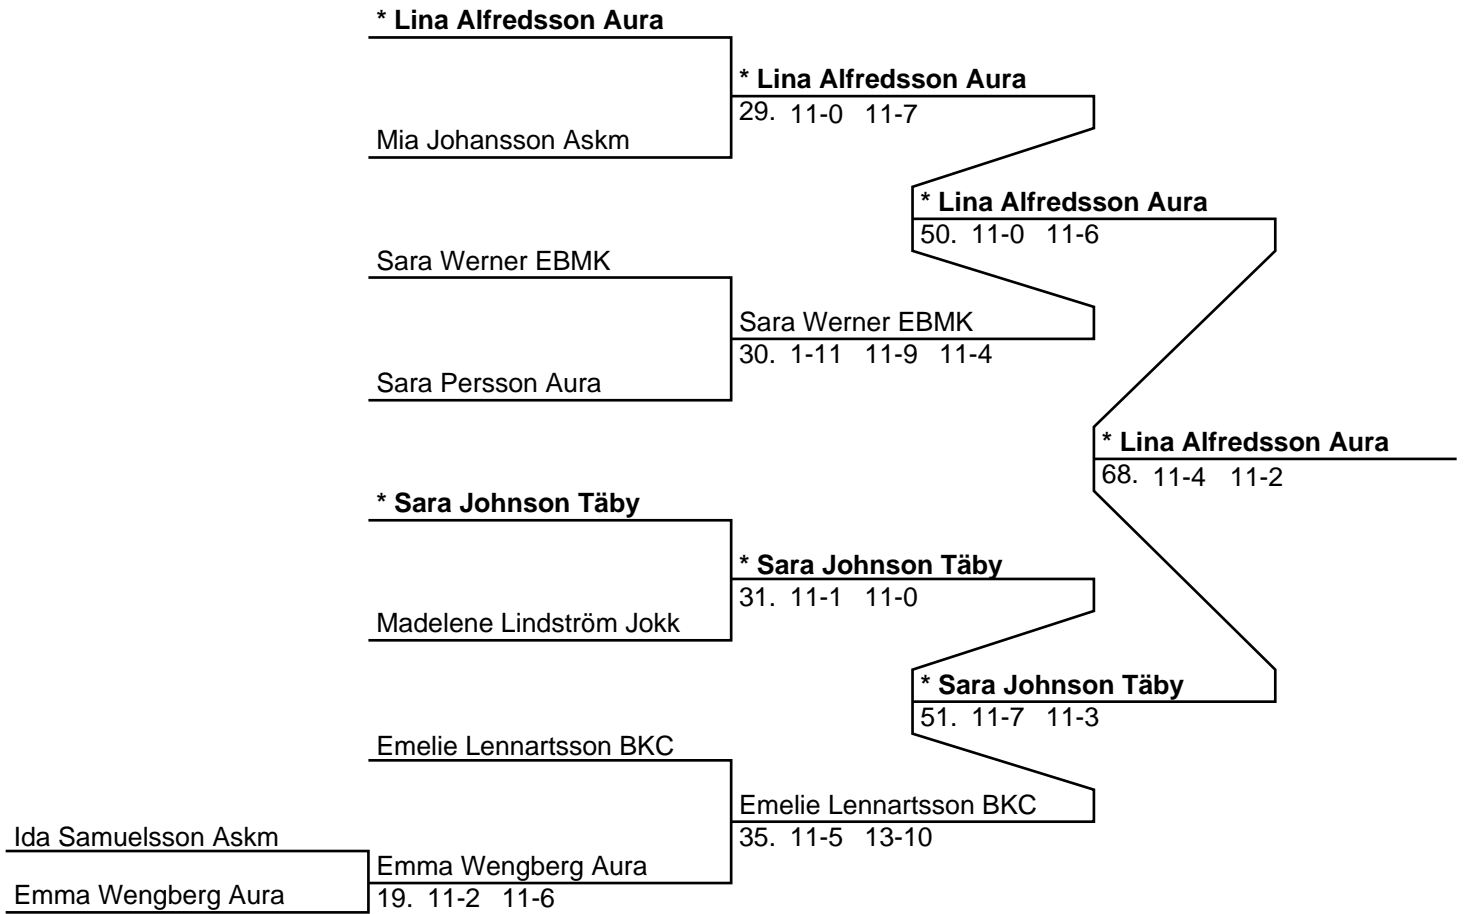 * Lina Alfredsson Aura
* Lina Alfredsson Aura
29. 11-0 11-7
Mia Johansson Askm
* Lina Alfredsson Aura
50. 11-0 11-6
Sara Werner EBMK
Sara Werner EBMK
30. 1-11 11-9 11-4
Sara Persson Aura
* Lina Alfredsson Aura
68. 11-4 11-2
* Sara Johnson Täby
* Sara Johnson Täby
31. 11-1 11-0
Madelene Lindström Jokk
* Sara Johnson Täby
51. 11-7 11-3
Emelie Lennartsson BKC
Emelie Lennartsson BKC
35. 11-5 13-10
Ida Samuelsson Askm
Emma Wengberg Aura
Emma Wengberg Aura
19. 11-2 11-6